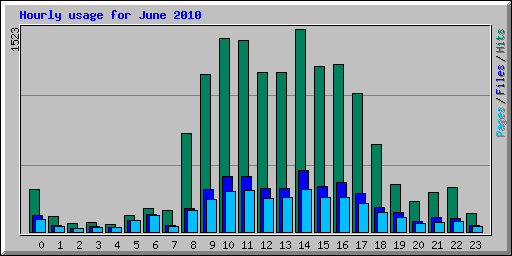 Hourly usage for June 2010
1523
Pages / Files / Hits
0 1 2 3 4 5 6 7 8 9 10 11 12 13 14 15 16 17 18 19 20 21 22 23